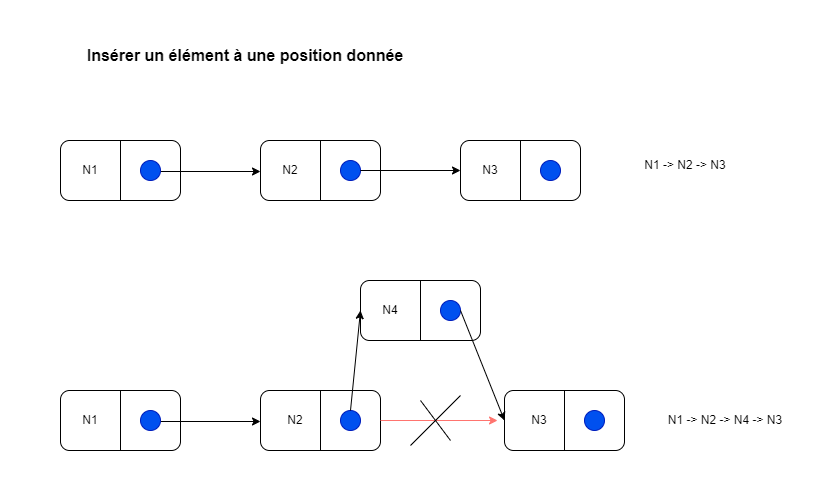 Insérer un élément à une position donnée
N1
N2
N3
N1 -> N2 -> N3
N4
N1
N2
N3
N1 -> N2 -> N4 -> N3